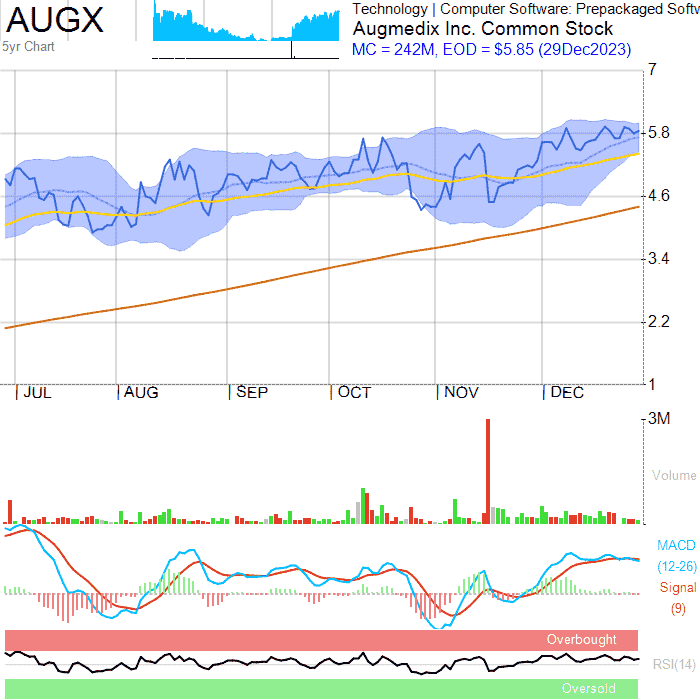 AUGX
5yr Chart
Technology | Computer Software: Prepackaged Softw
Augmedix Inc. Common Stock
MC = 242M, EOD = $5.85 (29Dec2023)
7
5.8
4.6
3.4
2.2
1
JUL AUG SEP OCT NOV DEC
3M
Volume
MACD
(12-26)
Signal
(9)
Overbought
RSI(14)
Oversold